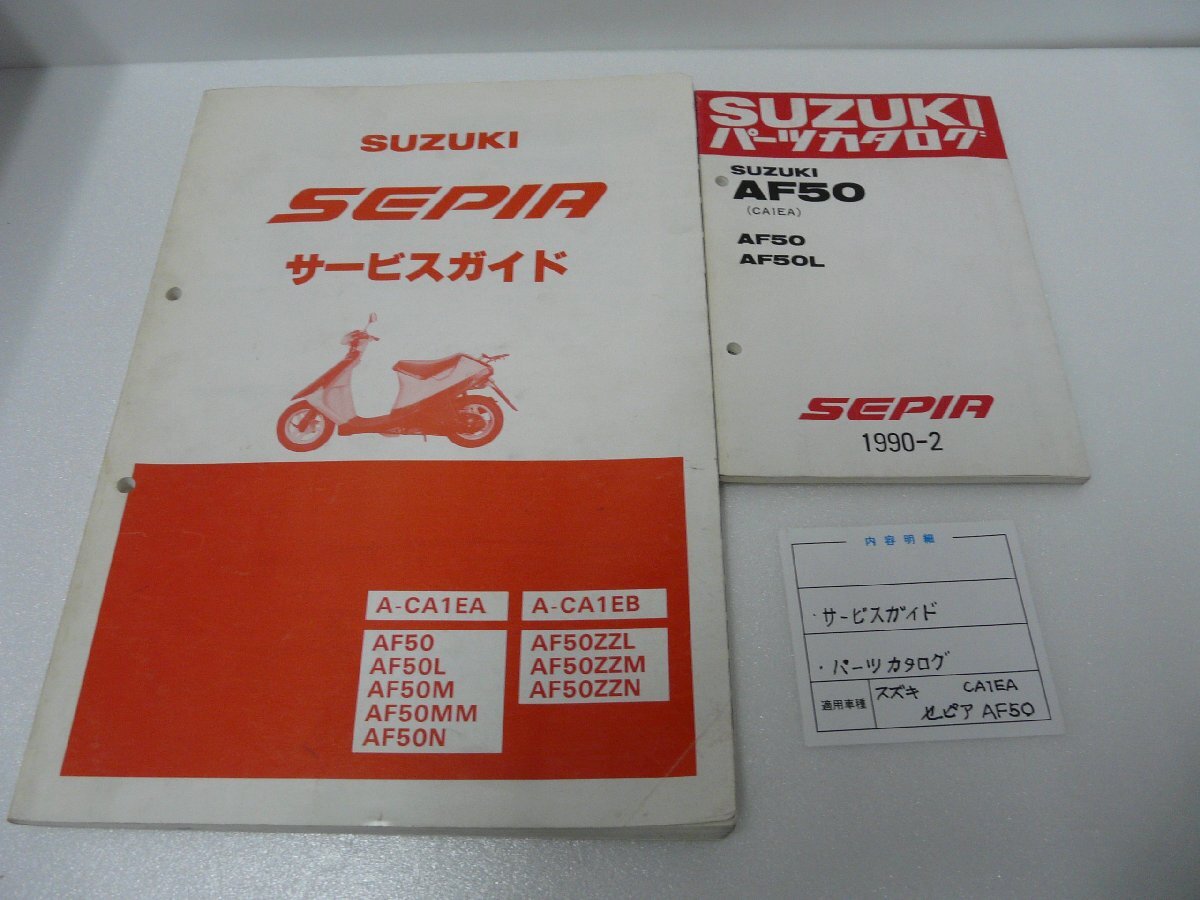 SUZUKI
SEPIA
サービスガイド
A-CA1EA
AF50
AF50L
AF50M
AF50MM
AF50N
A-CA1EB
AF50ZZL
AF50ZZM
AF50ZZN
SUZUKI
パーツカタログ
SUZUKI
AF50
(CA1EA)
AF50
AF50L
SEPIA
1990-2
内容明細
・サービスガイド
・パーツカタログ
適用車種
スズキ CA1EA
セピア AF50